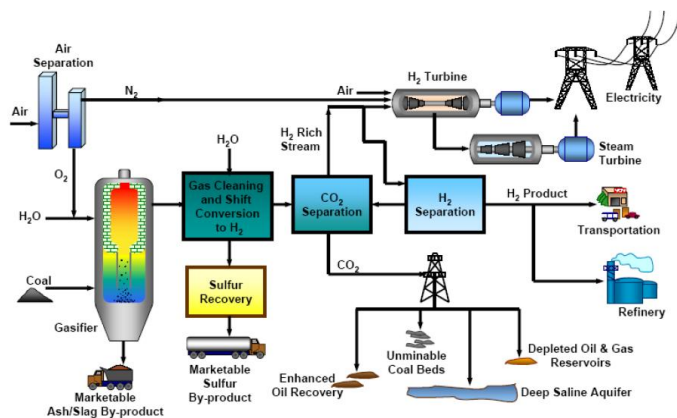 Air
Separation
Air
N₂
Air
H₂ Turbine
Electricity
Steam
Turbine
O₂
H₂O
Coal
Gasifier
H₂O
Gas Cleaning
and Shift
Conversion
to H₂
H₂ Rich
Stream
CO₂
Separation
H₂
Separation
H₂ Product
Transportation
Refinery
Sulfur
Recovery
CO₂
Marketable
Ash/Slag By-product
Marketable
Sulfur
By-product
Enhanced
Oil Recovery
Unminable
Coal Beds
Deep Saline Aquifer
Depleted Oil & Gas
Reservoirs